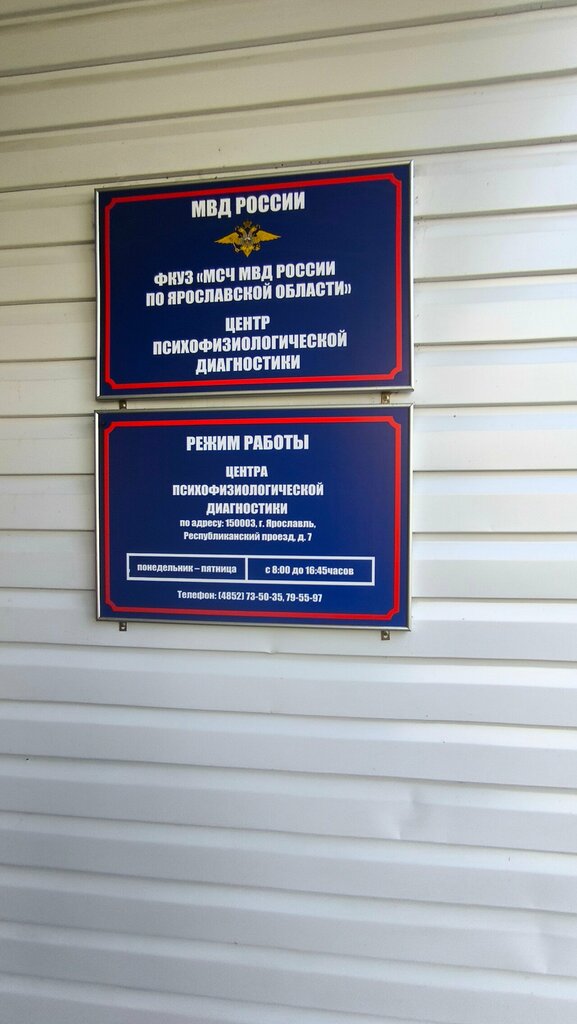 МВД РОССИИ
ФКУЗ «МСЧ МВД РОССИИ
ПО ЯРОСЛАВСКОЙ ОБЛАСТИ»
ЦЕНТР
ПСИХОФИЗИОЛОГИЧЕСКОЙ
ДИАГНОСТИКИ
РЕЖИМ РАБОТЫ
ЦЕНТРА
ПСИХОФИЗИОЛОГИЧЕСКОЙ
ДИАГНОСТИКИ
по адресу: 150003, г. Ярославль,
Республиканский проезд, д. 7
понедельник – пятница с 8:00 до 16:45часов
Телефон: (4852) 73-50-35, 79-55-97